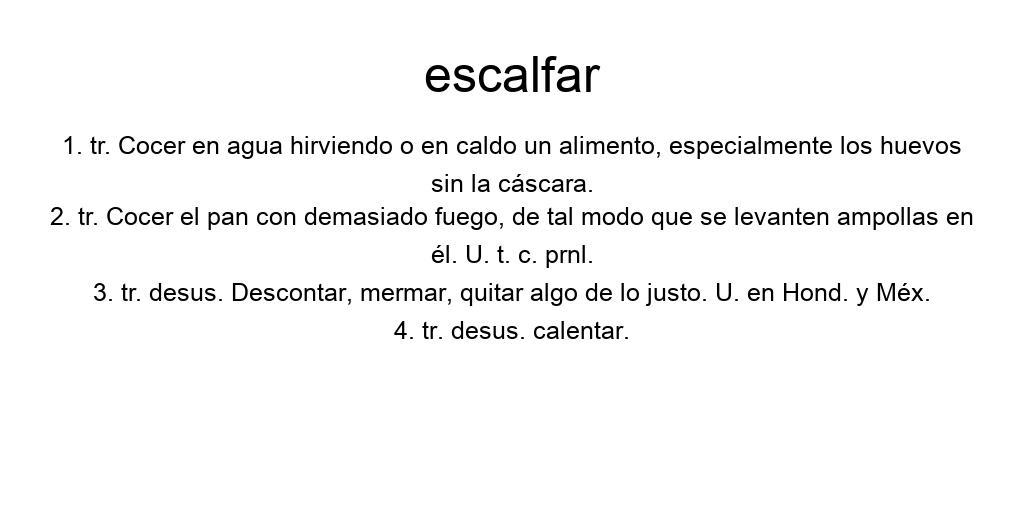 escalfar
1. tr. Cocer en agua hirviendo o en caldo un alimento, especialmente los huevos
sin la cáscara.
2. tr. Cocer el pan con demasiado fuego, de tal modo que se levanten ampollas en
él. U. t. c. prnl.
3. tr. desus. Descontar, mermar, quitar algo de lo justo. U. en Hond. y Méx.
4. tr. desus. calentar.